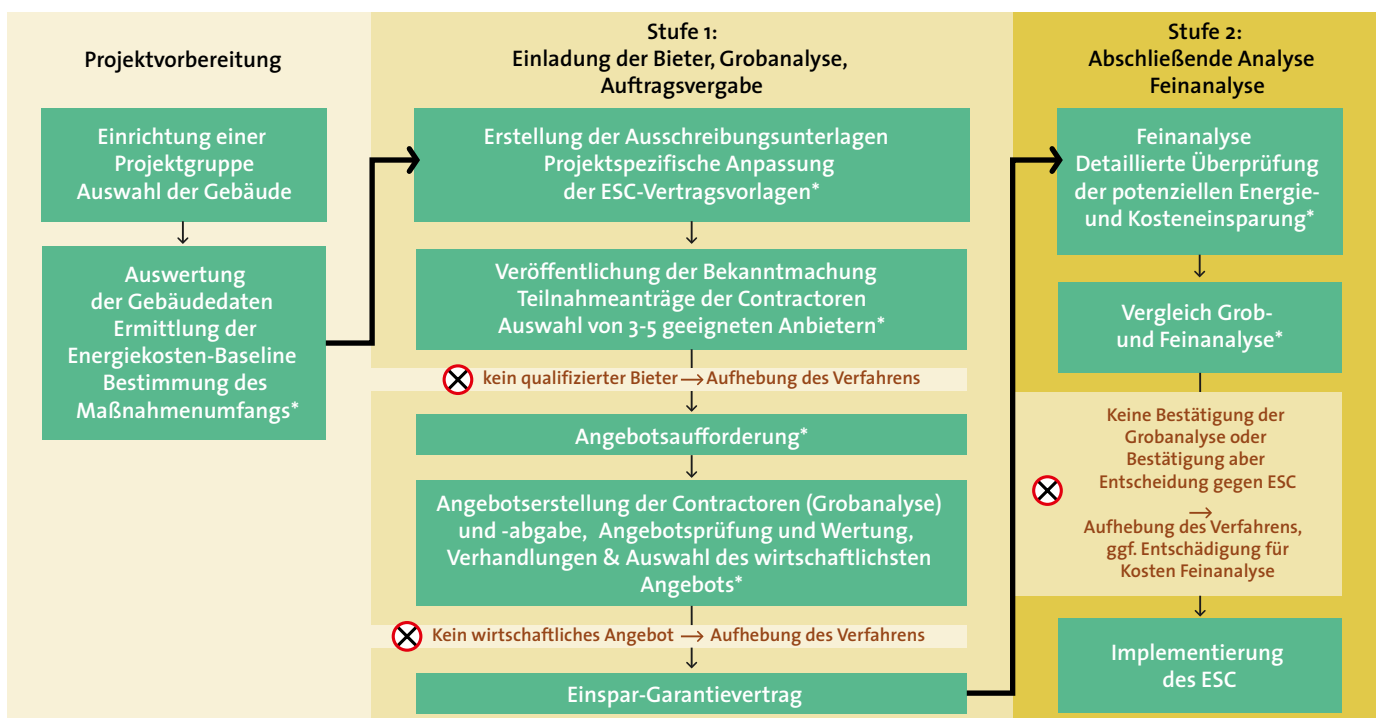 Projektvorbereitung
Einrichtung einer
Projektgruppe
Auswahl der Gebäude
Auswertung
der Gebäudedaten
Ermittlung der
Energiekosten-Baseline
Bestimmung des
Maßnahmenumfangs*
Stufe 1:
Einladung der Bieter, Grobanalyse,
Auftragsvergabe
Erstellung der Ausschreibungsunterlagen
Projektspezifische Anpassung
der ESC-Vertragsvorlagen*
Veröffentlichung der Bekanntmachung
Teilnahmeanträge der Contractoren
Auswahl von 3-5 geeigneten Anbietern*
kein qualifizierter Bieter → Aufhebung des Verfahrens
Angebotsaufforderung*
Angebotserstellung der Contractoren (Grobanalyse)
und -abgabe, Angebotsprüfung und Wertung,
Verhandlungen & Auswahl des wirtschaftlichsten
Angebots*
Kein wirtschaftliches Angebot → Aufhebung des Verfahrens
Einspar-Garantievertrag
Stufe 2:
Abschließende Analyse
Feinanalyse
Feinanalyse
Detaillierte Überprüfung
der potenziellen Energie-
und Kosteneinsparung*
Vergleich Grob-
und Feinanalyse*
Keine Bestätigung der
Grobanalyse oder
Bestätigung aber
Entscheidung gegen ESC
→
Aufhebung des Verfahrens,
ggf. Entschädigung für
Kosten Feinanalyse
Implementierung
des ESC